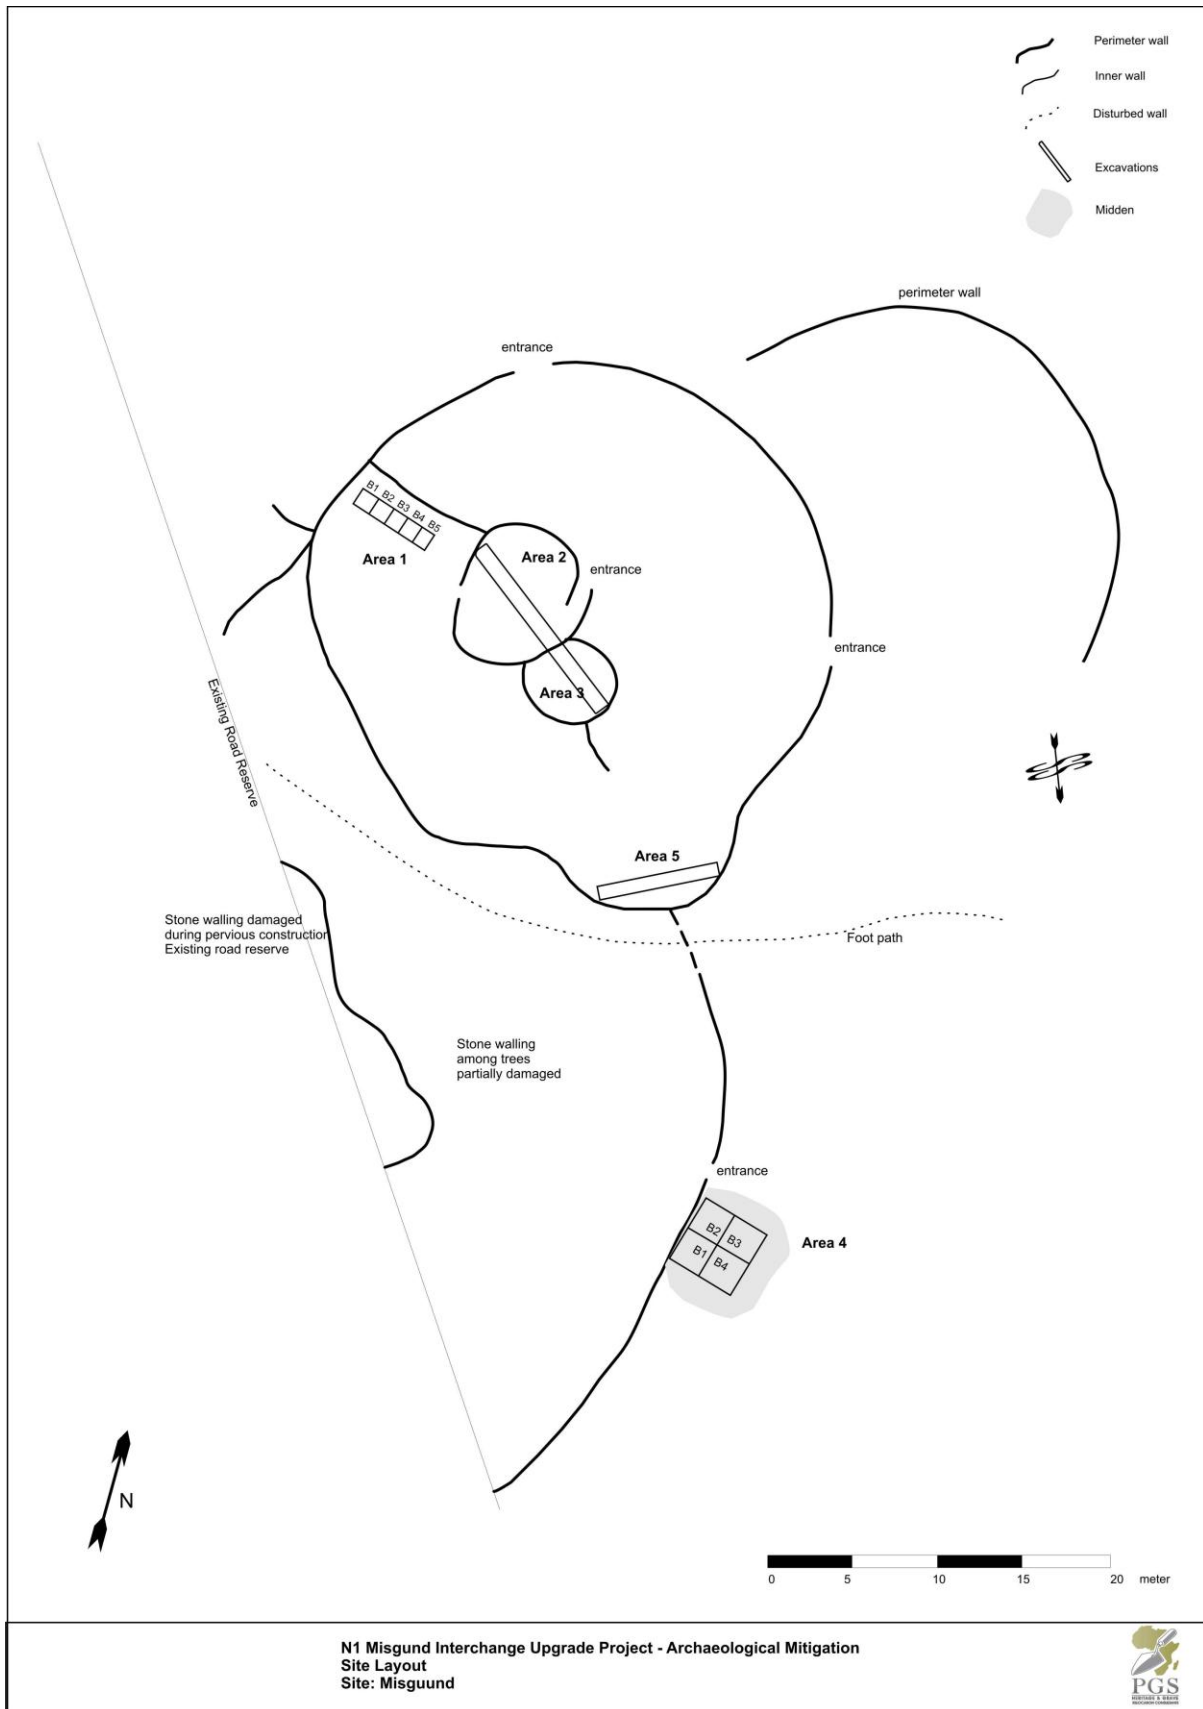 Perimeter wall
Inner wall
Disturbed wall
Excavations
Midden
perimeter wall
entrance
B1 B2 B3 B4 B5
Area 1
Area 2
entrance
entrance
Area 3
Existing Road Reserve
Area 5
Stone walling damaged
during pervious construction
Existing road reserve
Foot path
Stone walling
among trees
partially damaged
entrance
B2 B3
B1 B4
Area 4
N
0 5 10 15 20 meter
N1 Misgund Interchange Upgrade Project - Archaeological Mitigation
Site Layout
Site: Misguund
PGS